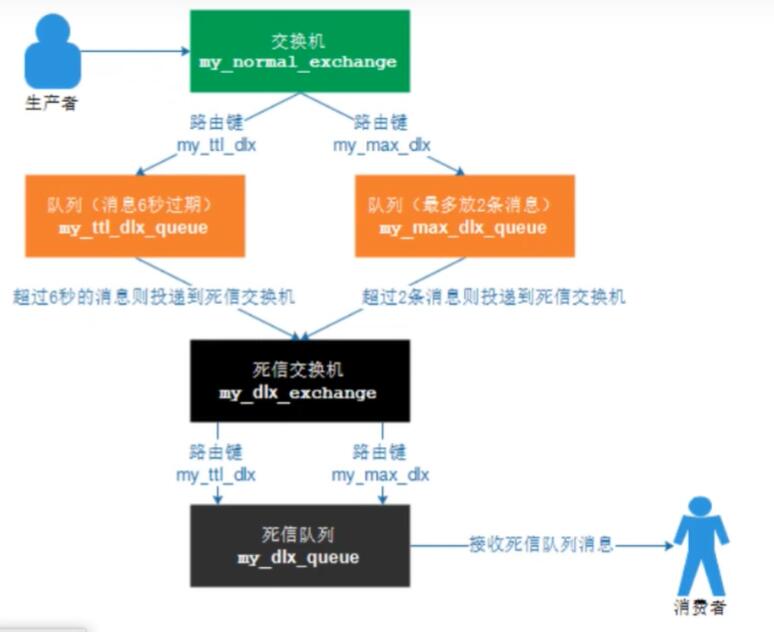 交换机
my_normal_exchange
生产者
路由键
my_ttl_dlx
路由键
my_max_dlx
队列（消息6秒过期）
my_ttl_dlx_queue
队列（最多放2条消息）
my_max_dlx_queue
超过6秒的消息则投递到死信交换机
超过2条消息则投递到死信交换机
死信交换机
my_dlx_exchange
路由键
my_ttl_dlx
路由键
my_max_dlx
死信队列
my_dlx_queue
接收死信队列消息
消费者